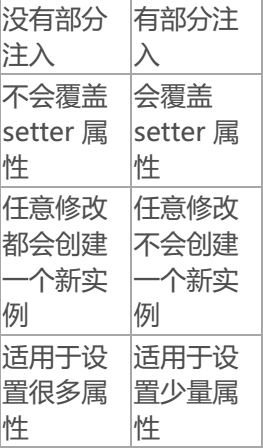 没有部分
注入
有部分注
入
不会覆盖
setter 属
性
会覆盖
setter 属
性
任意修改
都会创建
一个新实
例
任意修改
不会创建
一个新实
例
适用于设
置很多属
性
适用于设
置少量属
性